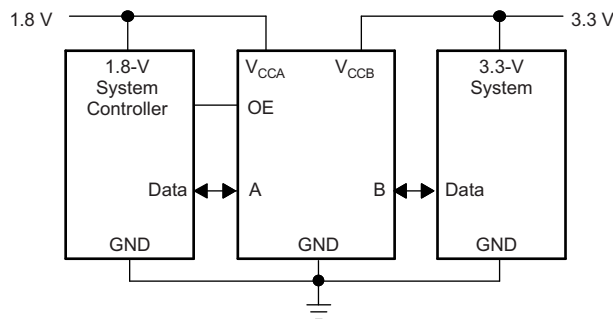 1.8 V
3.3 V
1.8-V
System
Controller
VCCA
VCCB
3.3-V
System
OE
Data
A
B
Data
GND
GND
GND